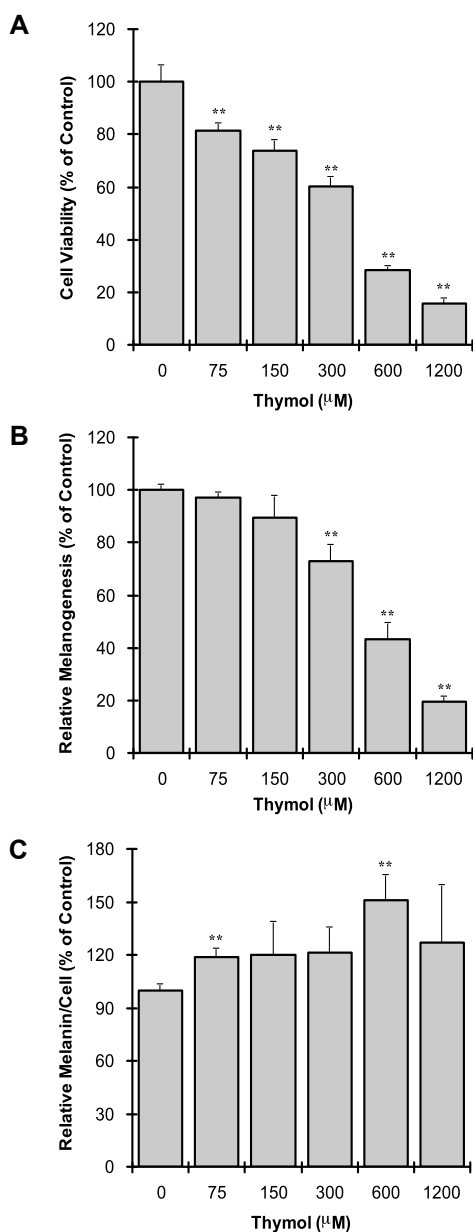 A
Cell Viability (% of Control)
120
100
80
60
40
20
0
**
**
**
**
**
0 75 150 300 600 1200
Thymol (μM)
B
Relative Melanogenesis (% of Control)
120
100
80
60
40
20
0
**
**
**
0 75 150 300 600 1200
Thymol (μM)
C
Relative Melanin/Cell (% of Control)
180
150
120
90
60
30
0
**
**
0 75 150 300 600 1200
Thymol (μM)